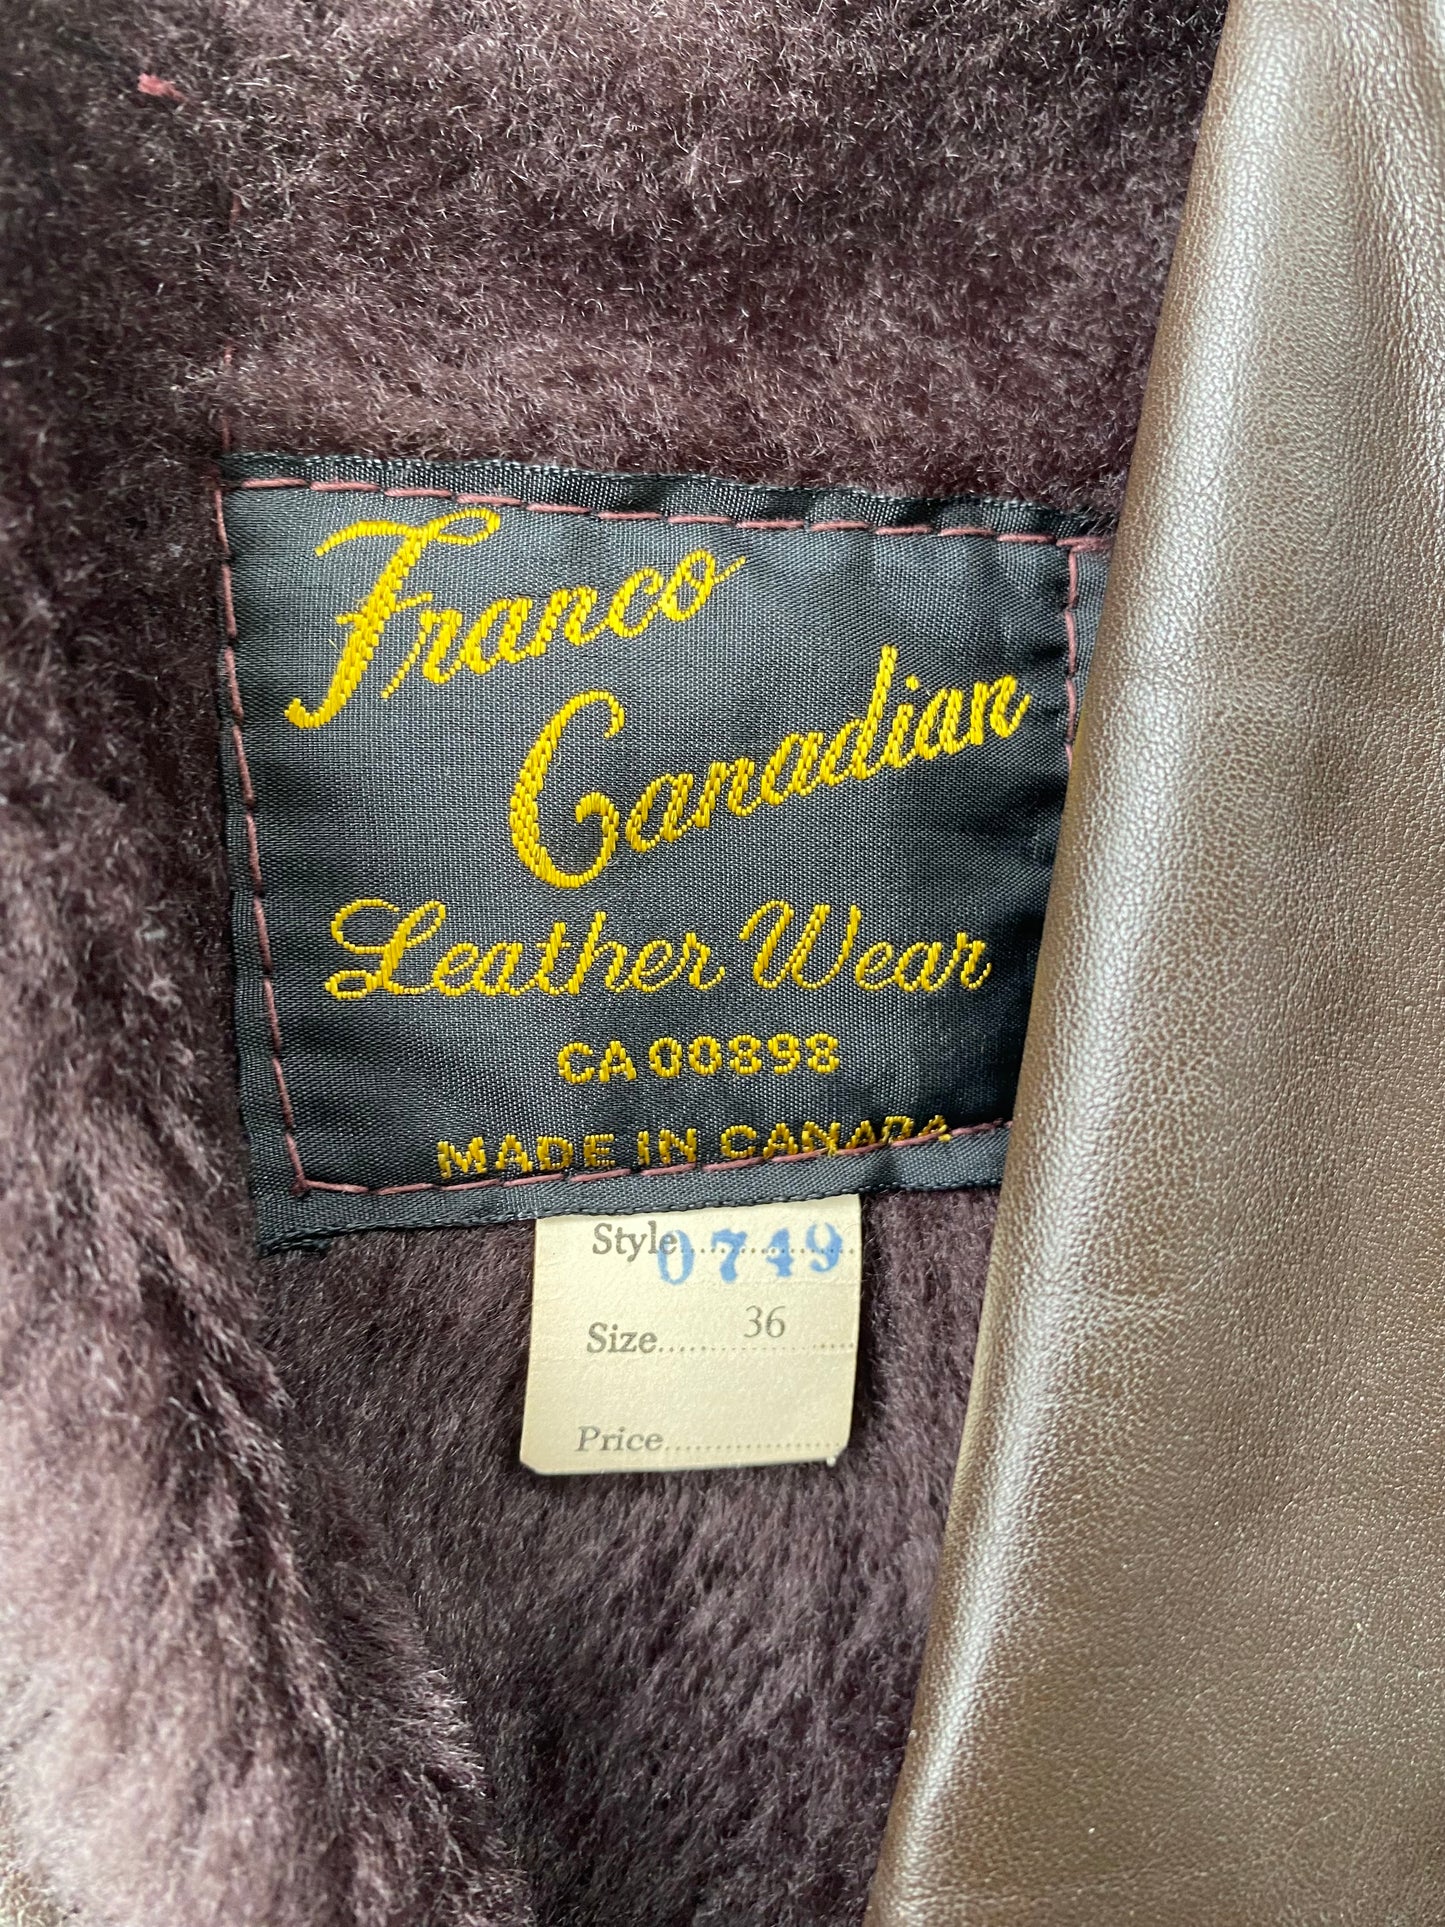 Franco
Canadian
Leather Wear
CA 00898
MADE IN CANADA
Style 0749
Size 36
Price